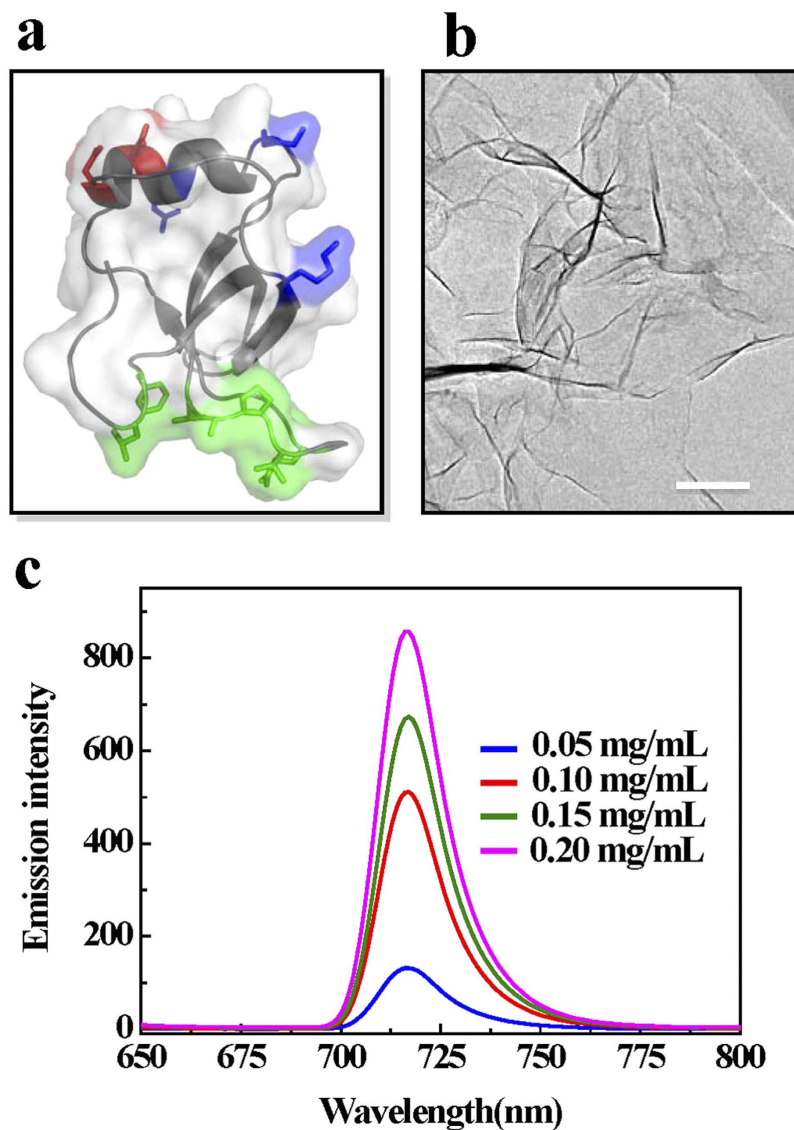 a
b
c
Emission intensity
800
600
400
200
0
0.05 mg/mL
0.10 mg/mL
0.15 mg/mL
0.20 mg/mL
650 675 700 725 750 775 800
Wavelength(nm)